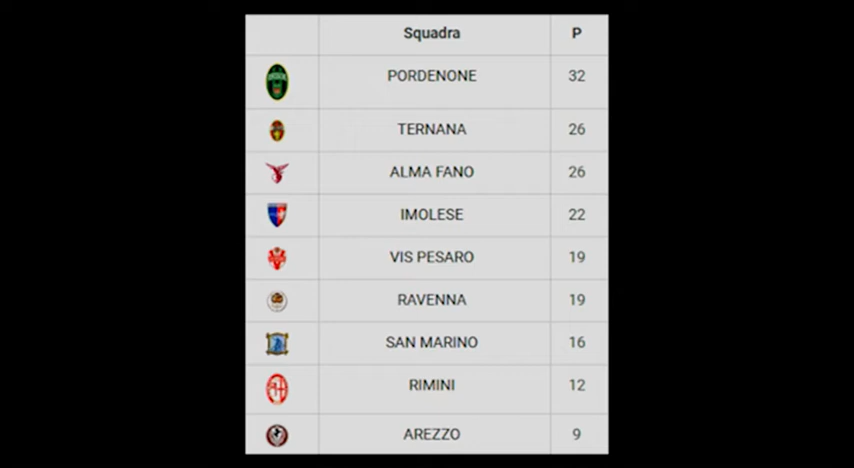 Squadra P
PORDENONE 32
TERNANA 26
ALMA FANO 26
IMOLESE 22
VIS PESARO 19
RAVENNA 19
SAN MARINO 16
RIMINI 12
AREZZO 9